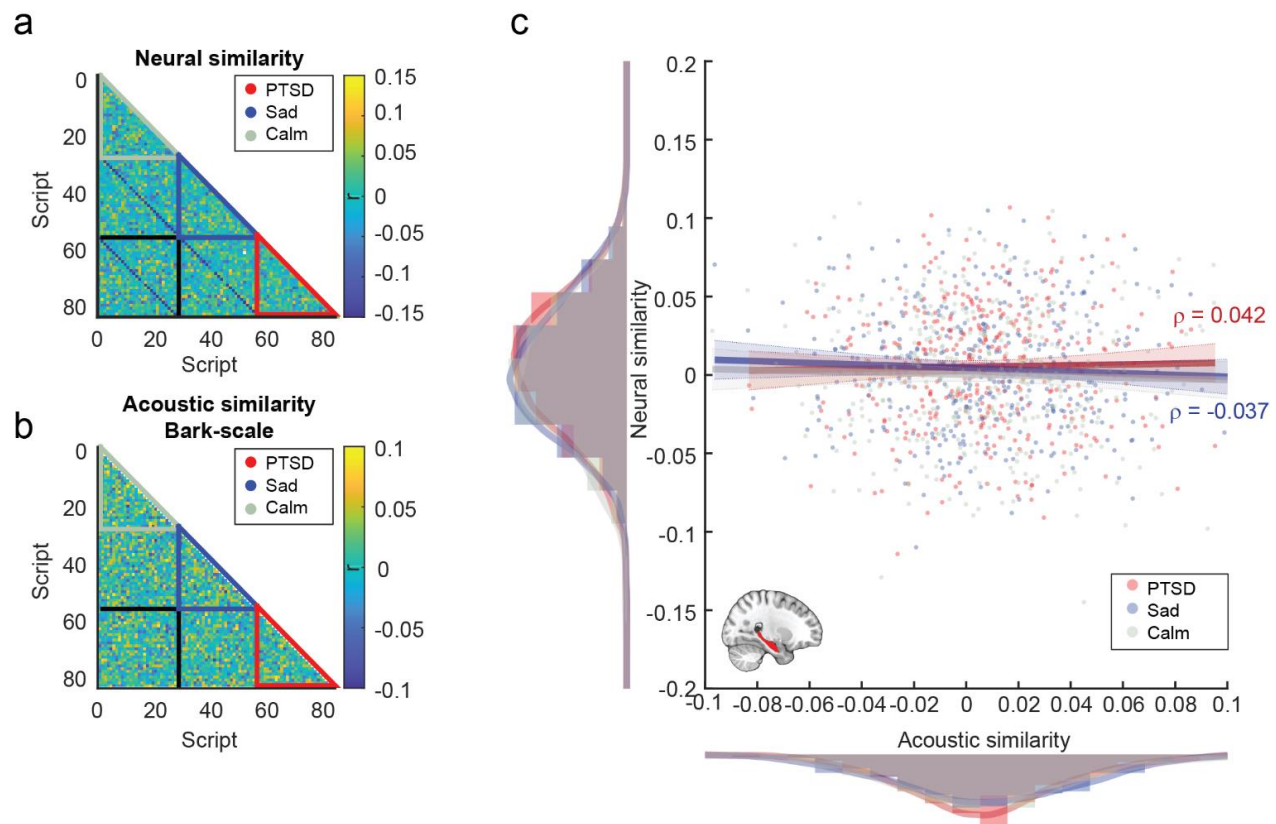 a
Neural similarity
PTSD
Sad
Calm
0
20
40
60
80
Script
0 20 40 60 80
Script
0.15
0.1
0.05
0
-0.05
-0.1
-0.15
r
b
Acoustic similarity
Bark-scale
PTSD
Sad
Calm
0
20
40
60
80
Script
0 20 40 60 80
Script
0.1
0.05
0
-0.05
-0.1
r
c
0.2
0.15
0.1
0.05
0
-0.05
-0.1
-0.15
-0.2
Neural similarity
ρ = 0.042
ρ = -0.037
PTSD
Sad
Calm
-0.1 -0.08 -0.06 -0.04 -0.02 0 0.02 0.04 0.06 0.08 0.1
Acoustic similarity